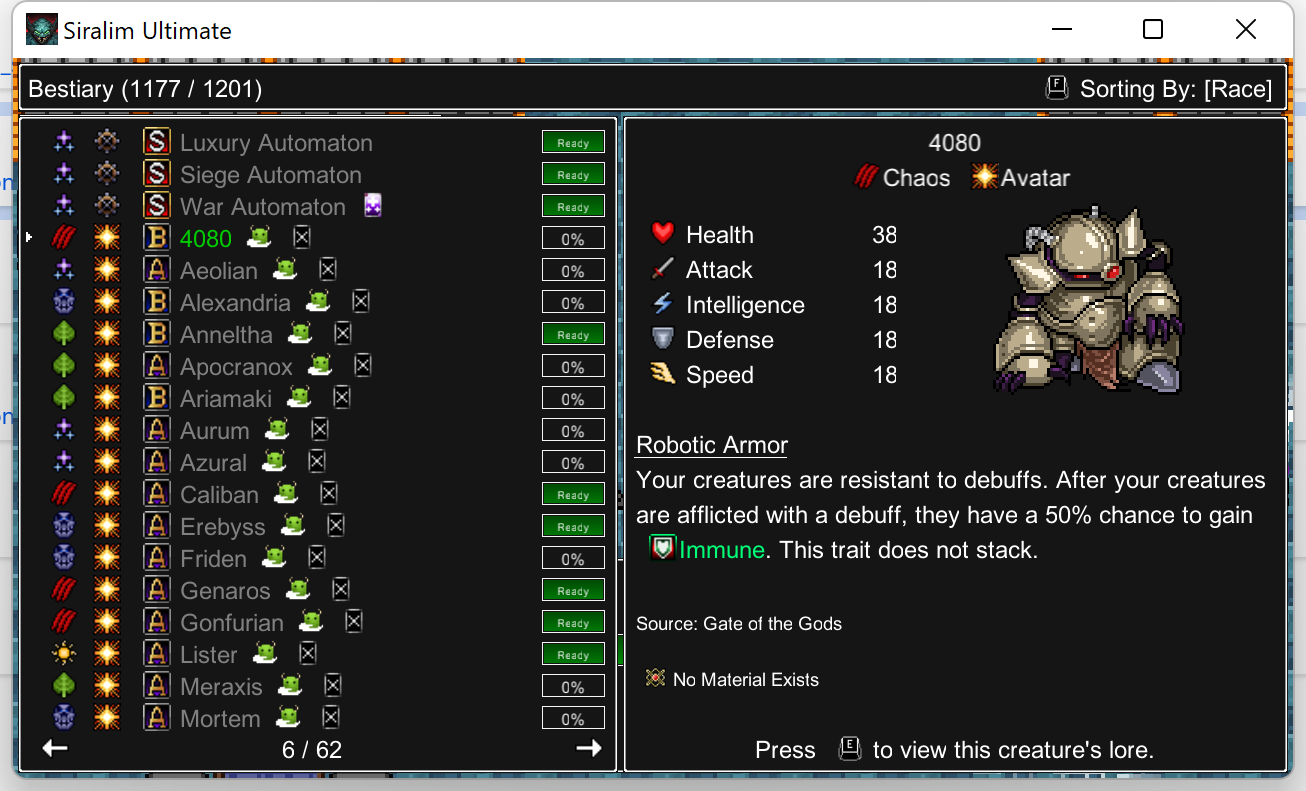 Siralim Ultimate
Bestiary (1177 / 1201)
F Sorting By: [Race]
S Luxury Automaton Ready
S Siege Automaton Ready
S War Automaton Ready
B 4080 0%
A Aeolian 0%
B Alexandria 0%
B Anneltha Ready
A Apocranox 0%
B Ariamaki 0%
A Aurum 0%
A Azural 0%
A Caliban Ready
A Erebyss Ready
A Friden 0%
A Genaros Ready
A Gonfurian Ready
A Lister Ready
A Meraxis 0%
A Mortem 0%
6 / 62
4080
Chaos Avatar
Health 38
Attack 18
Intelligence 18
Defense 18
Speed 18
Robotic Armor
Your creatures are resistant to debuffs. After your creatures
are afflicted with a debuff, they have a 50% chance to gain
Immune. This trait does not stack.
Source: Gate of the Gods
No Material Exists
Press E to view this creature's lore.